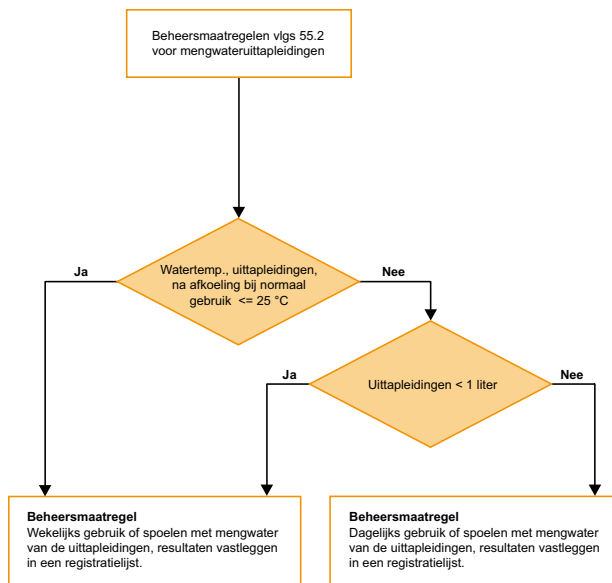 Beheersmaatregelen vlgs 55.2
voor mengwateruittapleidingen
Ja
Watertemp., uittapleidingen,
na afkoeling bij normaal
gebruik <= 25 °C
Nee
Ja
Uittapleidingen < 1 liter
Nee
Beheersmaatregel
Wekelijks gebruik of spoelen met mengwater
van de uittapleidingen, resultaten vastleggen
in een registratielijst.
Beheersmaatregel
Dagelijks gebruik of spoelen met mengwater
van de uittapleidingen, resultaten vastleggen
in een registratielijst.